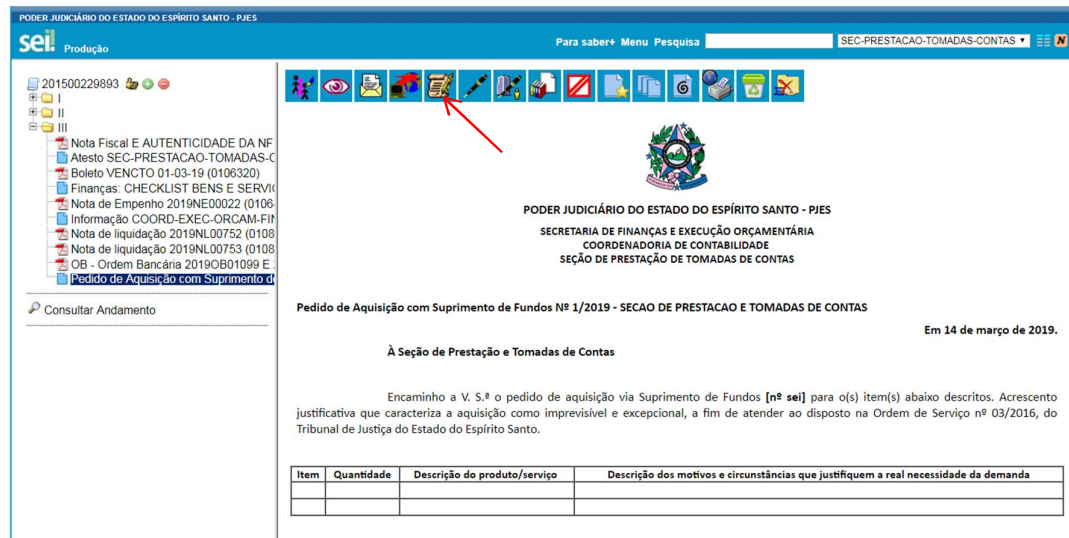 PODER JUDICIÁRIO DO ESTADO DO ESPÍRITO SANTO - PJES
sei! Produção
Para saber+ Menu Pesquisa
SEC-PRESTACAO-TOMADAS-CONTAS
201500229893
I
II
III
Nota Fiscal E AUTENTICIDADE DA NF
Atesto SEC-PRESTACAO-TOMADAS-C
Boleto VENCTO 01-03-19 (0106320)
Finanças: CHECKLIST BENS E SERVI
Nota de Empenho 2019NE00022 (0106
Informação COORD-EXEC-ORCAM-FIN
Nota de liquidação 2019NL00752 (0108
Nota de liquidação 2019NL00753 (0108
OB - Ordem Bancária 2019OB01099 E
Pedido de Aquisição com Suprimento de
Consultar Andamento
PODER JUDICIÁRIO DO ESTADO DO ESPÍRITO SANTO - PJES
SECRETARIA DE FINANÇAS E EXECUÇÃO ORÇAMENTÁRIA
COORDENADORIA DE CONTABILIDADE
SEÇÃO DE PRESTAÇÃO DE TOMADAS DE CONTAS
Pedido de Aquisição com Suprimento de Fundos Nº 1/2019 - SECAO DE PRESTACAO E TOMADAS DE CONTAS
Em 14 de março de 2019.
À Seção de Prestação e Tomadas de Contas
Encaminho a V. S.ª o pedido de aquisição via Suprimento de Fundos [nº sei] para o(s) item(s) abaixo descritos. Acrescento
justificativa que caracteriza a aquisição como imprevisível e excepcional, a fim de atender ao disposto na Ordem de Serviço nº 03/2016, do
Tribunal de Justiça do Estado do Espírito Santo.
Item Quantidade Descrição do produto/serviço Descrição dos motivos e circunstâncias que justifiquem a real necessidade da demanda